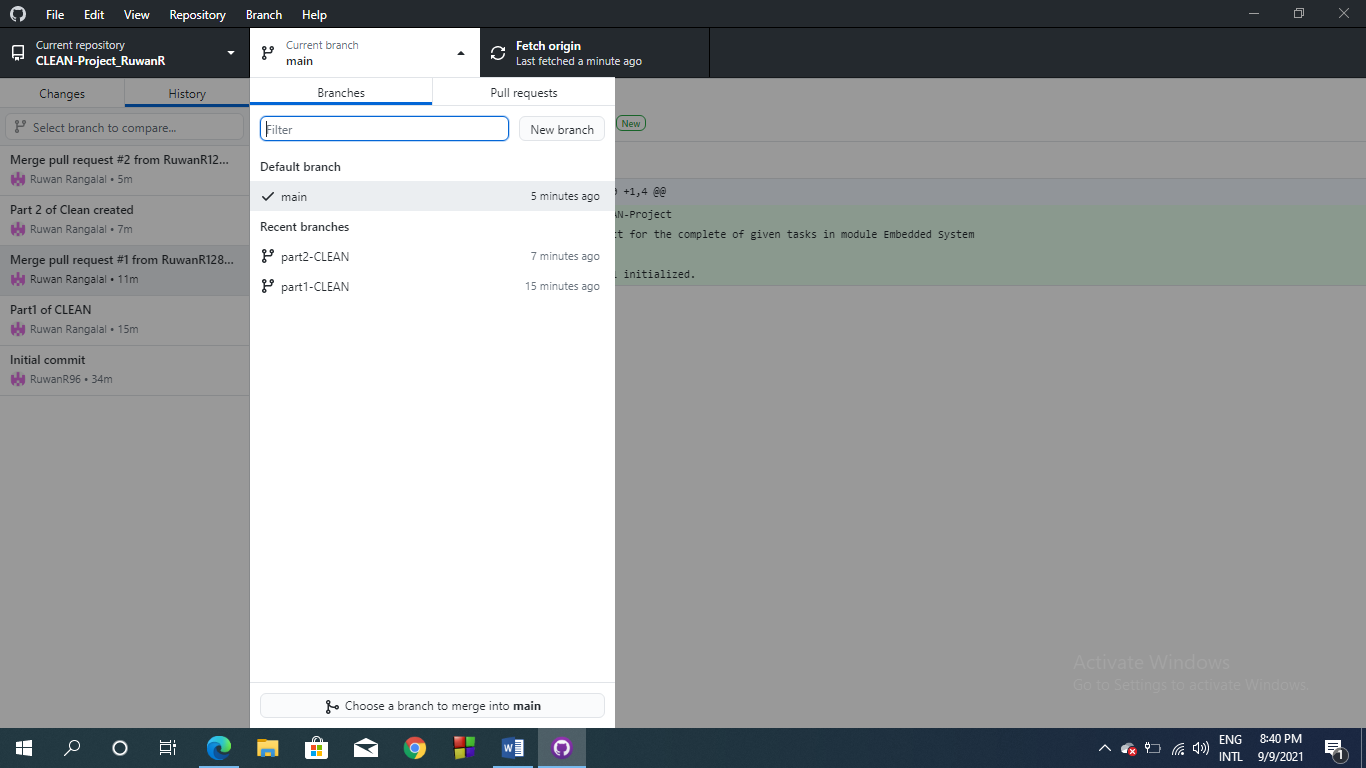 File Edit View Repository Branch Help
Current repository
CLEAN-Project_RuwanR
Current branch
main
Fetch origin
Last fetched a minute ago
Changes
History
Select branch to compare...
Merge pull request #2 from RuwanR12...
Ruwan Rangalal • 5m
Part 2 of Clean created
Ruwan Rangalal • 7m
Merge pull request #1 from RuwanR128...
Ruwan Rangalal • 11m
Part1 of CLEAN
Ruwan Rangalal • 15m
Initial commit
RuwanR96 • 34m
Branches
Pull requests
Filter
New branch
Default branch
main 5 minutes ago
Recent branches
part2-CLEAN 7 minutes ago
part1-CLEAN 15 minutes ago
Choose a branch to merge into main
New
+1,4 @@
N-Project
t for the complete of given tasks in module Embedded System
initialized.
Activate Windows
Go to Settings to activate Windows.
ENG
INTL
8:40 PM
9/9/2021
1